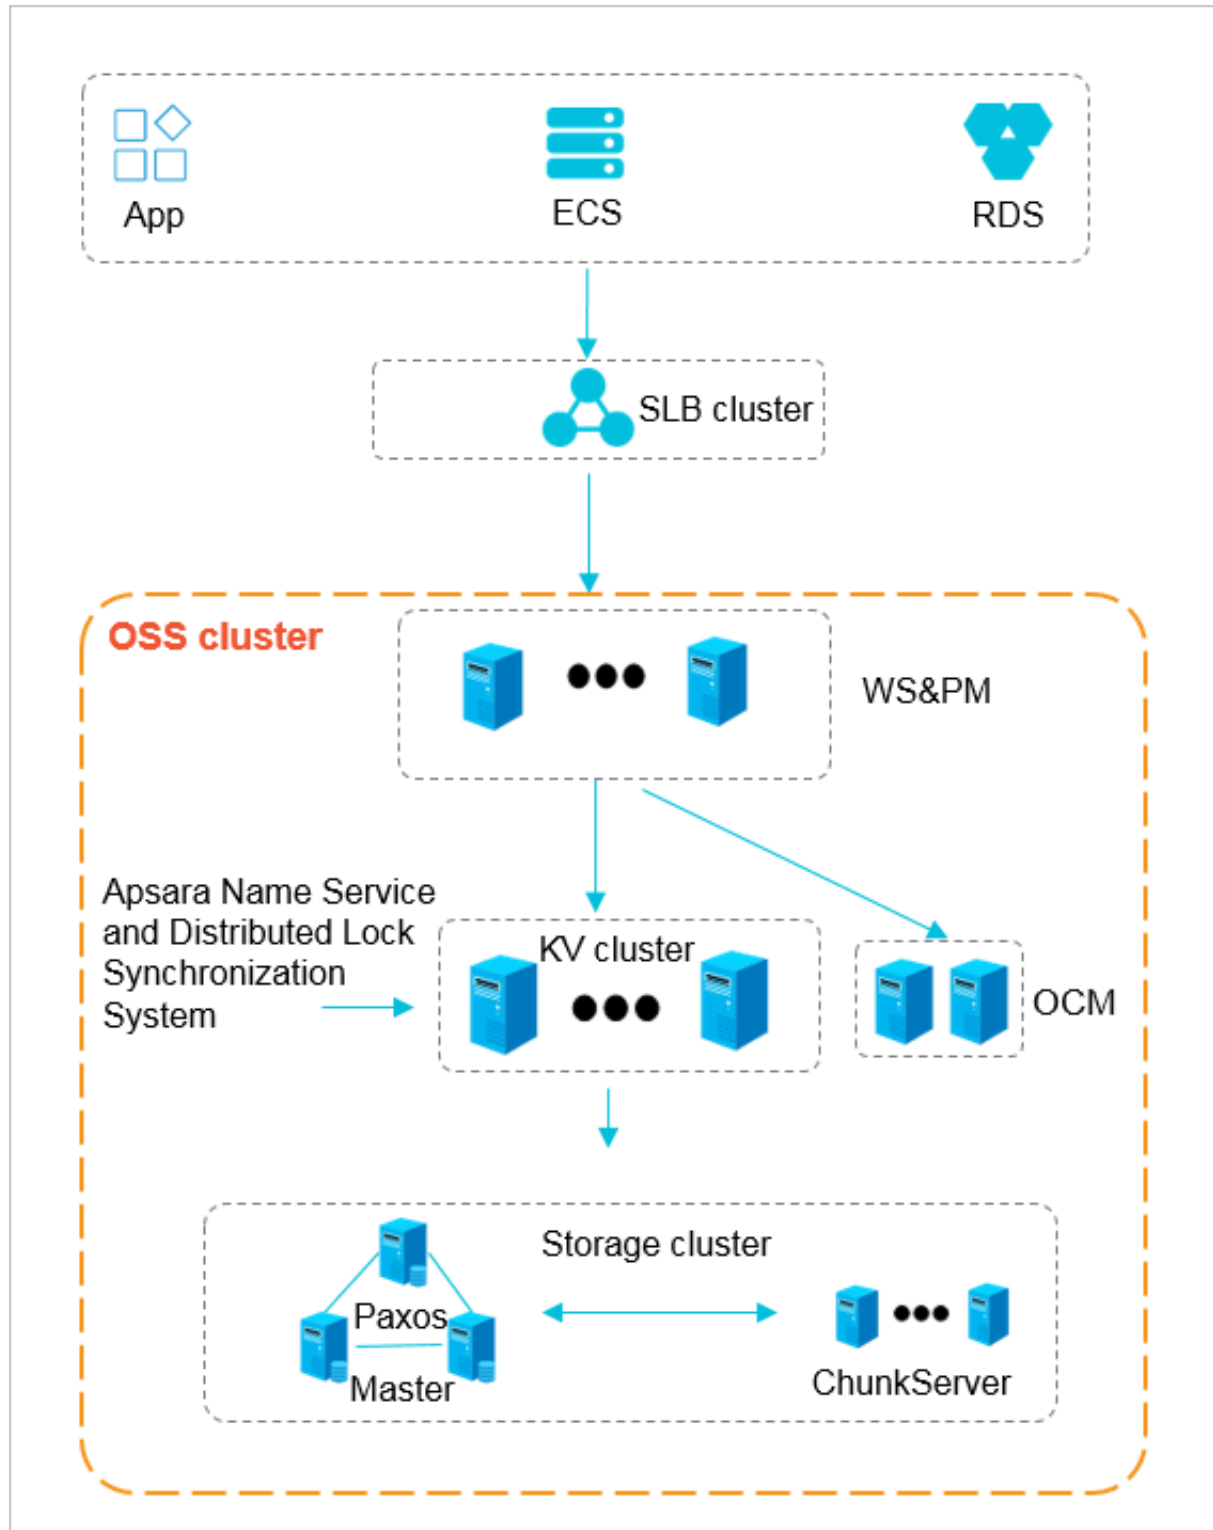 App
ECS
RDS
SLB cluster
OSS cluster
WS&PM
Apsara Name Service
and Distributed Lock
Synchronization
System
KV cluster
OCM
Storage cluster
Paxos
Master
ChunkServer